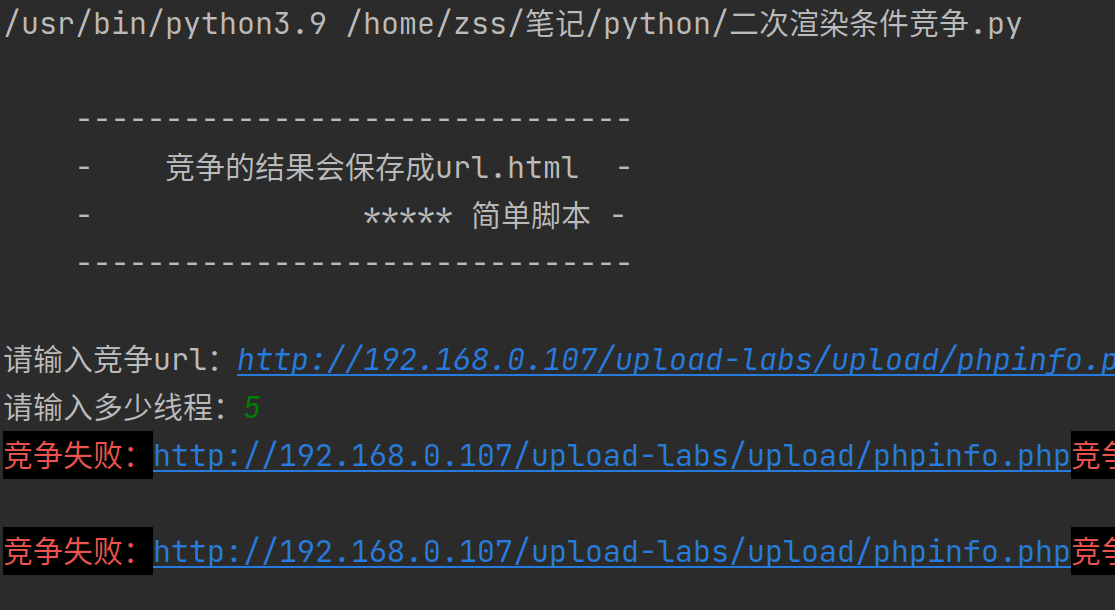 /usr/bin/python3.9 /home/zss/笔记/python/二次渲染条件竞争.py
-------------------------------
- 竞争的结果会保存成url.html -
- ***** 简单脚本 -
-------------------------------
请输入竞争url：http://192.168.0.107/upload-labs/upload/phpinfo.p
请输入多少线程：5
竞争失败：http://192.168.0.107/upload-labs/upload/phpinfo.php竞争
竞争失败：http://192.168.0.107/upload-labs/upload/phpinfo.php竞争